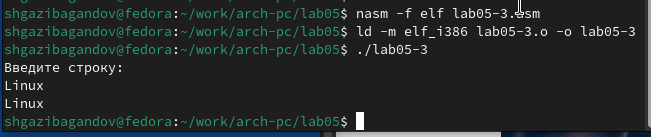 shgazibagandov@fedora:~/work/arch-pc/lab05$ nasm -f elf lab05-3.asm
shgazibagandov@fedora:~/work/arch-pc/lab05$ ld -m elf_i386 lab05-3.o -o lab05-3
shgazibagandov@fedora:~/work/arch-pc/lab05$ ./lab05-3
Введите строку:
Linux
Linux
shgazibagandov@fedora:~/work/arch-pc/lab05$